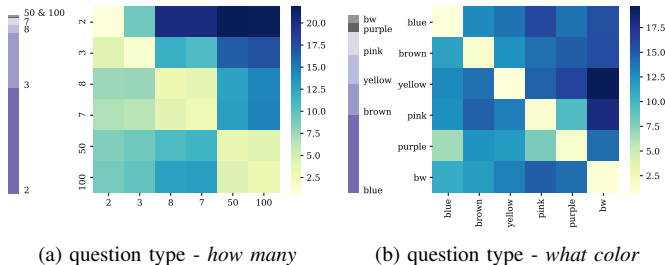 50 & 100
7
8
3
2
2
3
8
7
50
100
2 3 8 7 50 100
20.0
17.5
15.0
12.5
10.0
7.5
5.0
2.5
(a) question type - how many
bw
purple
pink
yellow
brown
blue
blue
brown
yellow
pink
purple
bw
blue brown yellow pink purple bw
17.5
15.0
12.5
10.0
7.5
5.0
2.5
(b) question type - what color